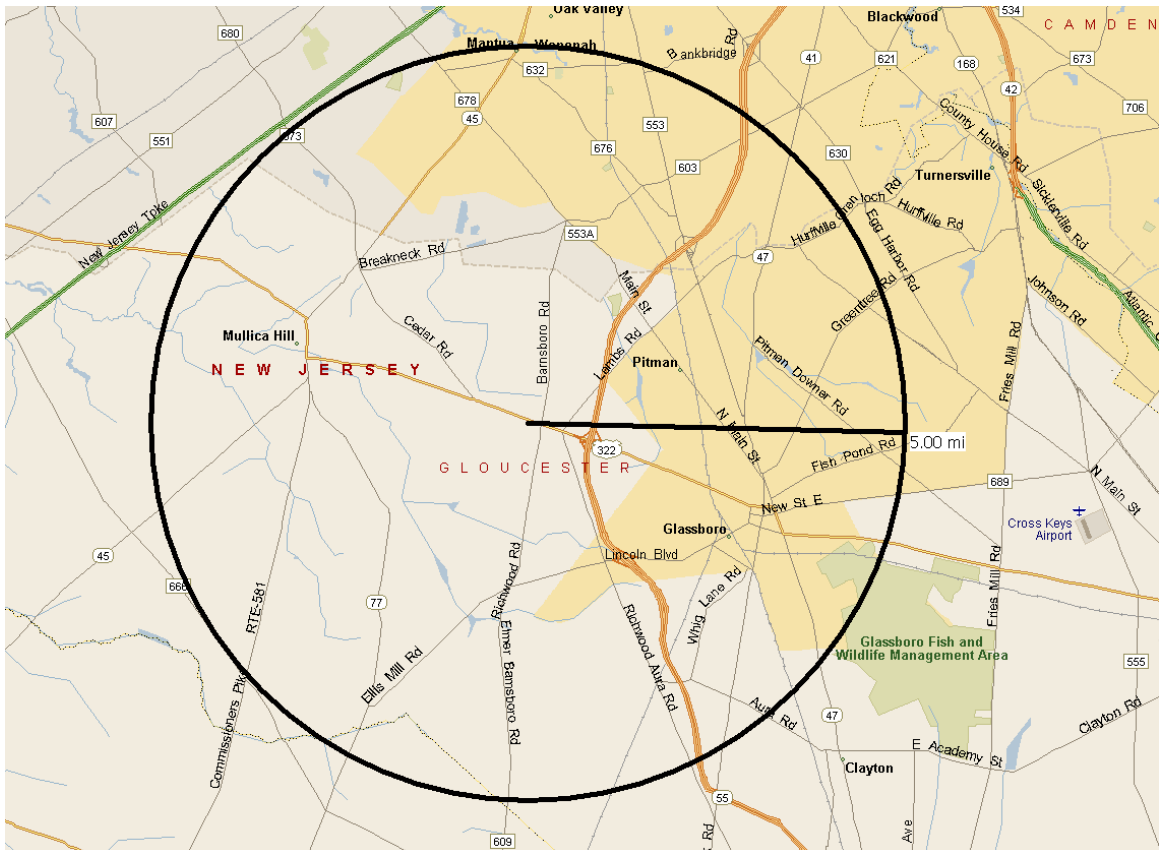 Oak Valley
Blackwood
534
CAMDEN
680
Mantua
Wenonah
Bankbridge Rd
41
621
168
673
632
42
678
45
553
County House Rd
706
607
551
673
676
603
630
Turnersville
Sicklerville Rd
New Jersey Tpke
553A
Hurffville Grenloch Rd
Hurffville Rd
Egg Harbor Rd
Breakneck Rd
47
Main St
Greentree Rd
Johnson Rd
Atlantic
Mullica Hill
Cedar Rd
Barnsboro Rd
Lambs Rd
Pitman
Pitman Downer Rd
Fries Mill Rd
NEW JERSEY
N Main St
5.00 mi
322
Fish Pond Rd
GLOUCESTER
689
N Main St
New St E
Cross Keys
Airport
Glassboro
45
Lincoln Blvd
666
RTE-581
77
Richwood Rd
Whig Lane Rd
Fries Mill Rd
Glassboro Fish and
Wildlife Management Area
555
Ellis Mill Rd
Elmer Barnsboro Rd
Richwood Aura Rd
Commissioners Pike
Aura Rd
47
Clayton Rd
E Academy St
Clayton
55
609
Ave
Rd